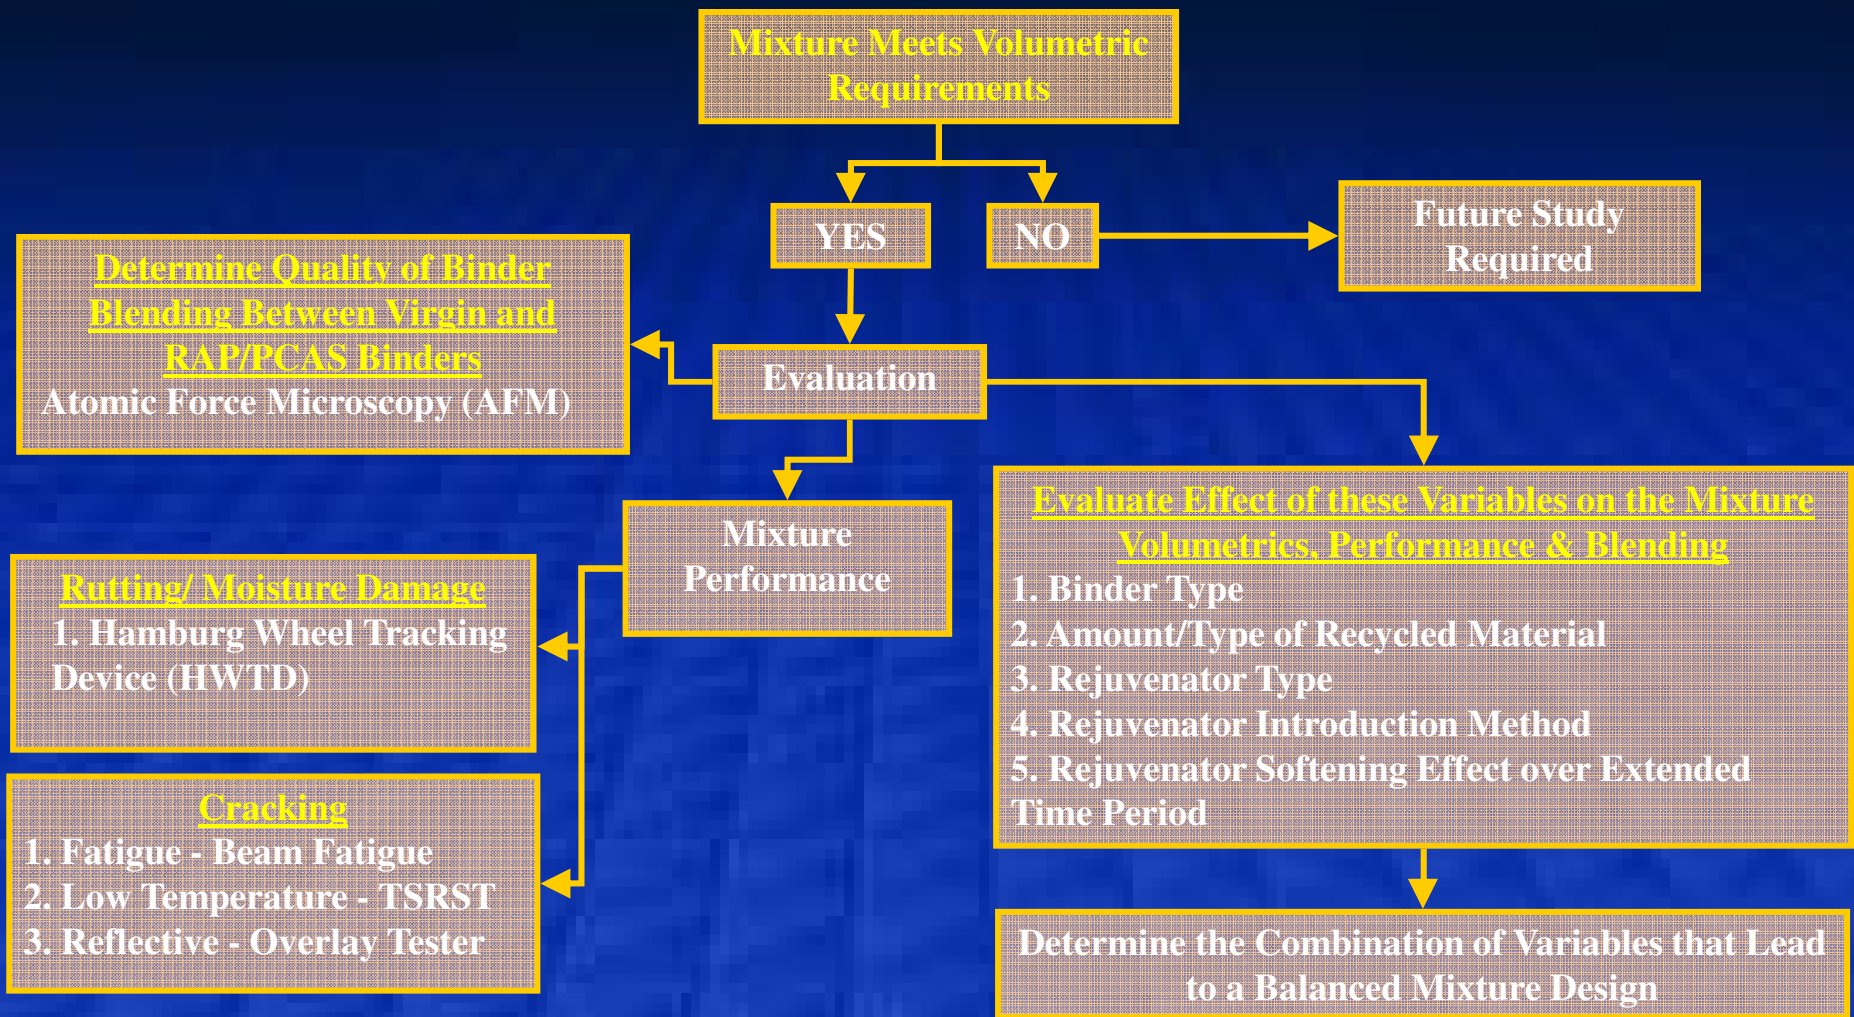 Mixture Meets Volumetric
Requirements
YES
NO
Future Study
Required
Determine Quality of Binder
Blending Between Virgin and
RAP/PCAS Binders
Atomic Force Microscopy (AFM)
Evaluation
Mixture
Performance
Rutting/ Moisture Damage
1. Hamburg Wheel Tracking
Device (HWTD)
Cracking
1. Fatigue - Beam Fatigue
2. Low Temperature - TSRST
3. Reflective - Overlay Tester
Evaluate Effect of these Variables on the Mixture
Volumetrics, Performance & Blending
1. Binder Type
2. Amount/Type of Recycled Material
3. Rejuvenator Type
4. Rejuvenator Introduction Method
5. Rejuvenator Softening Effect over Extended
Time Period
Determine the Combination of Variables that Lead
to a Balanced Mixture Design